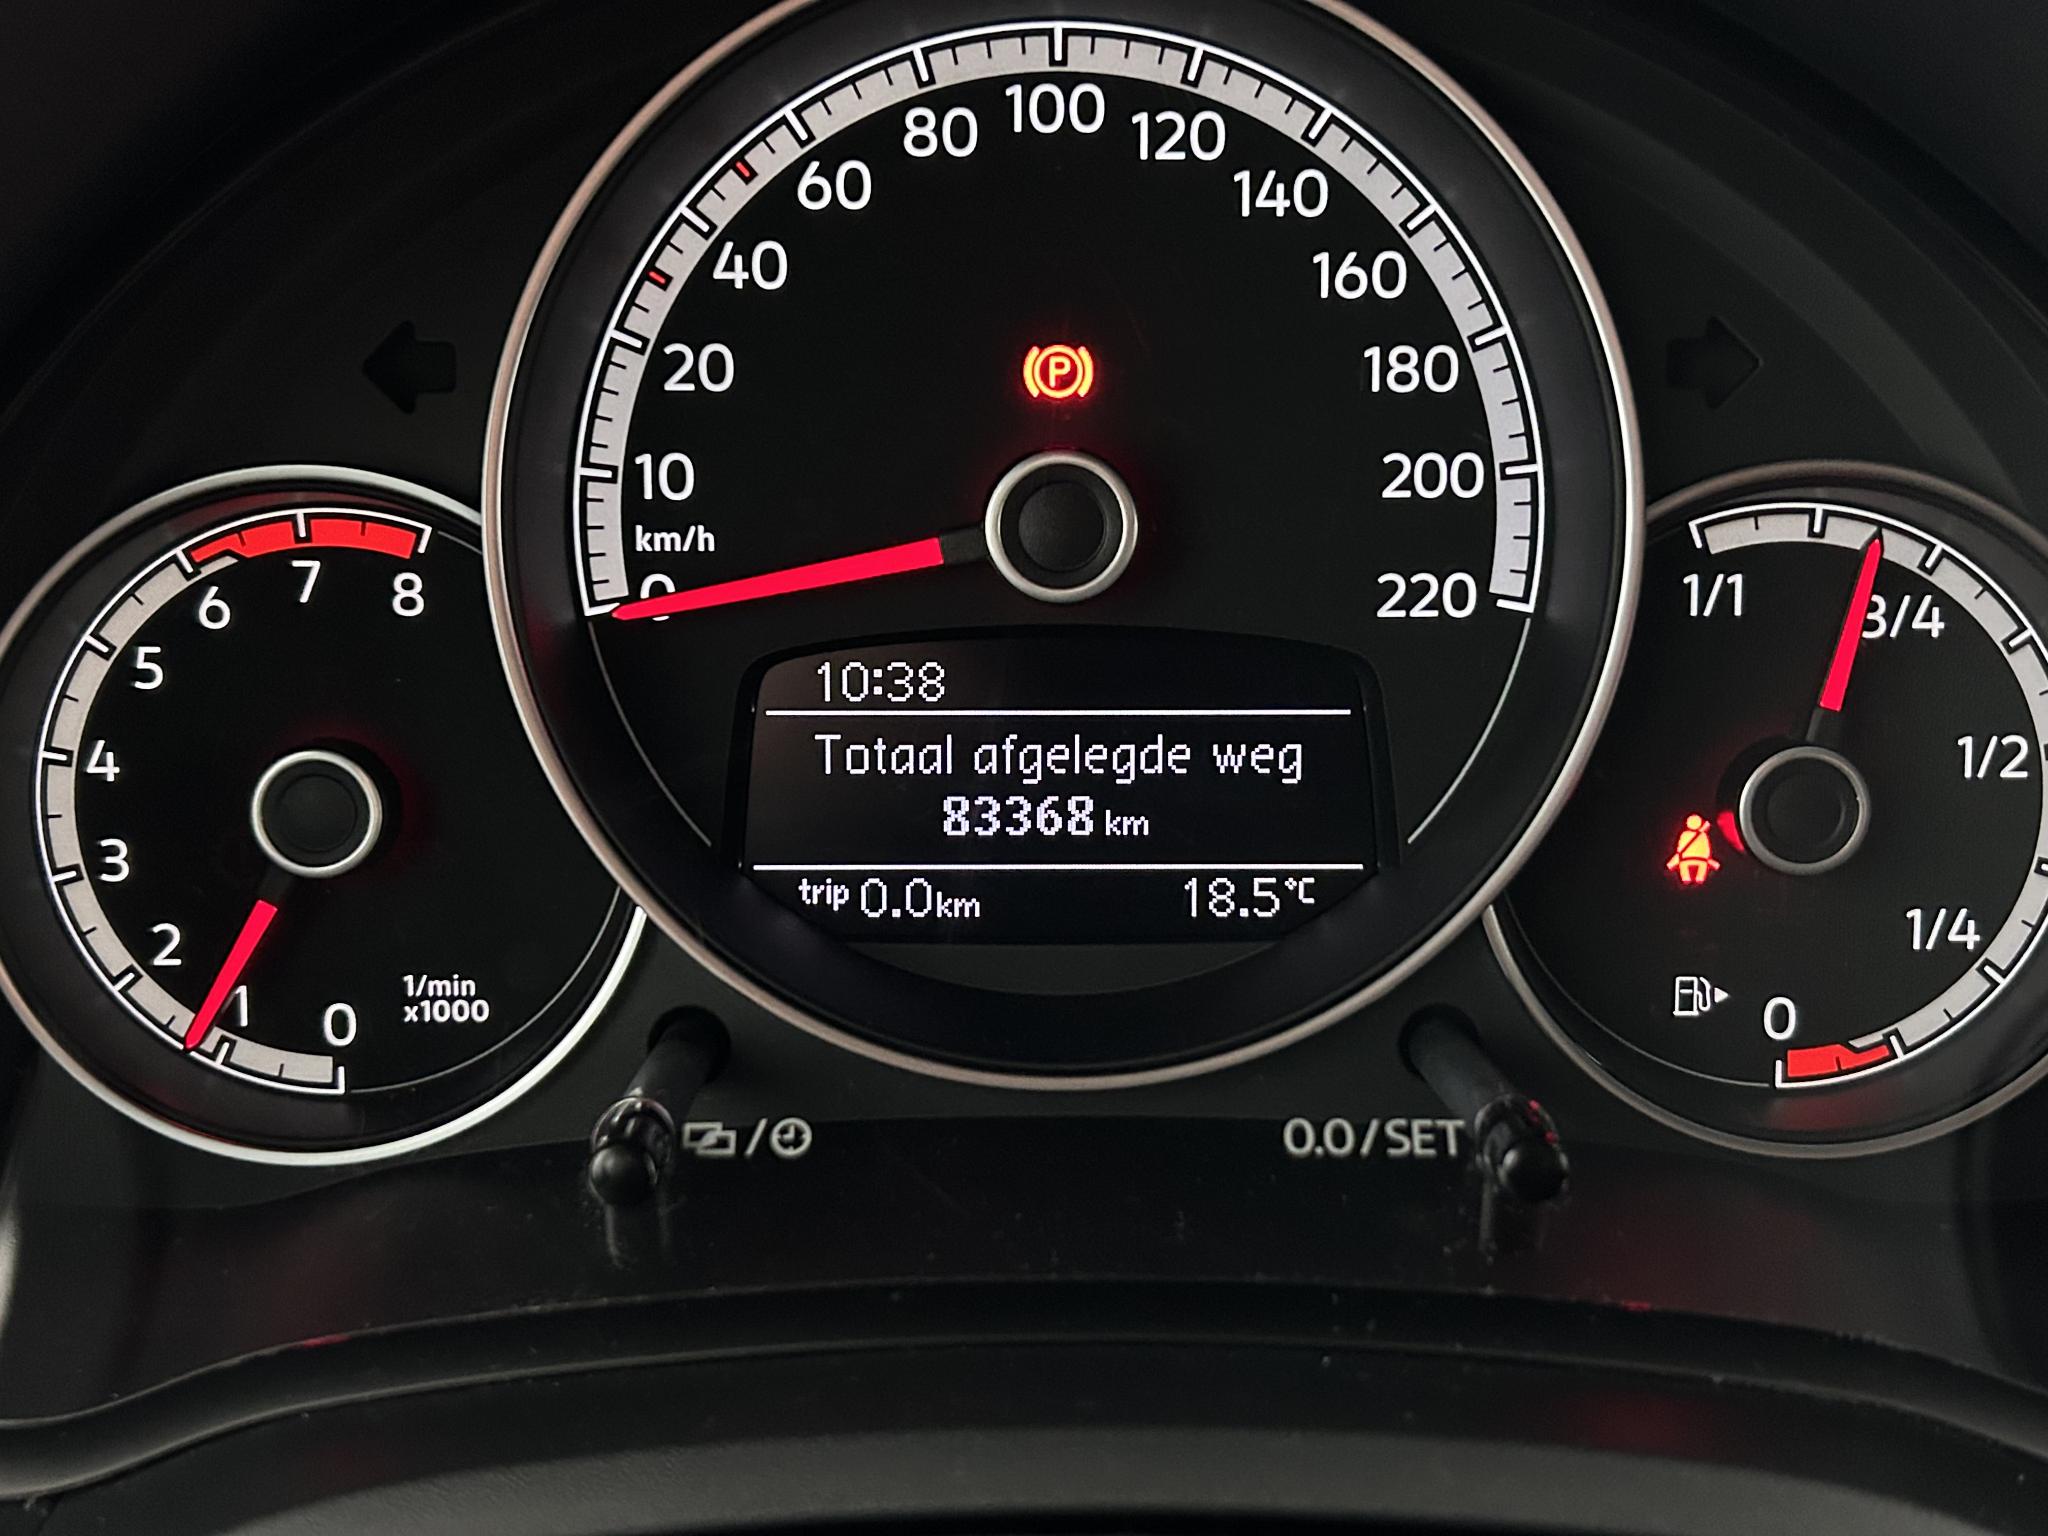 100
80 120
60 140
40 160
20 180
10 200
km/h
0 220
6 7 8
5
4
3
2
1
0
1/min
x1000
P
10:38
Totaal afgelegde weg
83368 km
trip 0.0 km 18.5°C
1/1
3/4
1/2
1/4
0
0.0/SET